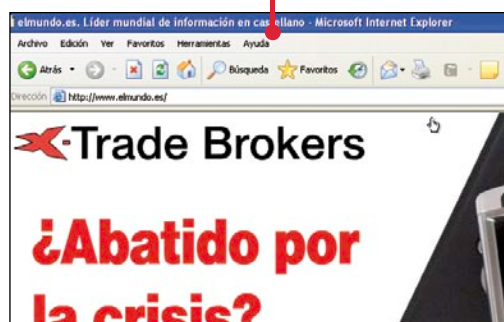 elmundo.es. Líder mundial de información en castellano - Microsoft Internet Explorer
Archivo Edición Ver Favoritos Herramientas Ayuda
Atrás Búsqueda Favoritos
Dirección http://www.elmundo.es/
X-Trade Brokers
¿Abatido por
la crisis?